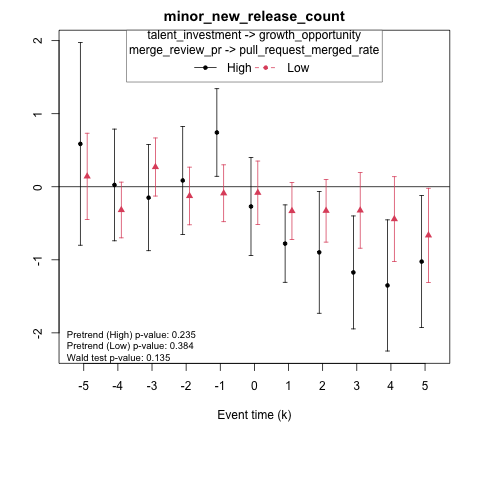 minor_new_release_count
talent_investment -> growth_opportunity
merge_review_pr -> pull_request_merged_rate
High
Low
2
1
0
-1
-2
Pretrend (High) p-value: 0.235
Pretrend (Low) p-value: 0.384
Wald test p-value: 0.135
-5 -4 -3 -2 -1 0 1 2 3 4 5
Event time (k)